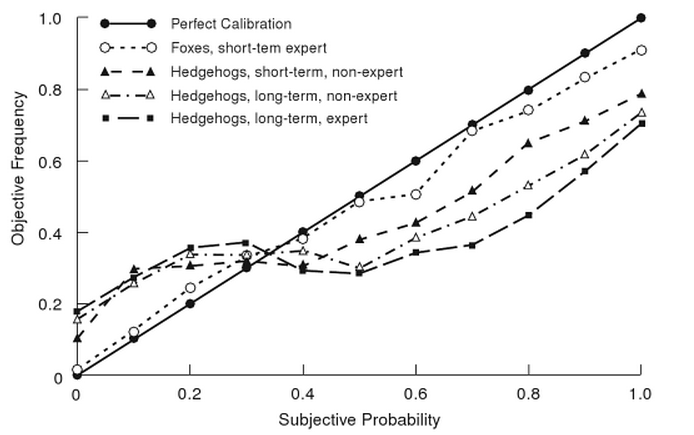 1.0
Perfect Calibration
Foxes, short-tem expert
0.8
Hedgehogs, short-term, non-expert
Hedgehogs, long-term, non-expert
Hedgehogs, long-term, expert
0.6
Objective Frequency
0.4
0.2
0
0 0.2 0.4 0.6 0.8 1.0
Subjective Probability